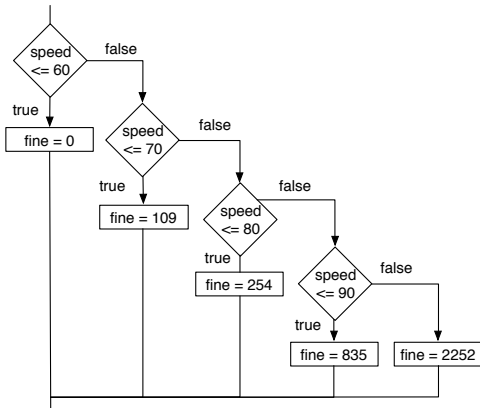 speed
<= 60
false
true
fine = 0
speed
<= 70
false
true
fine = 109
speed
<= 80
false
true
fine = 254
speed
<= 90
false
true
fine = 835
fine = 2252